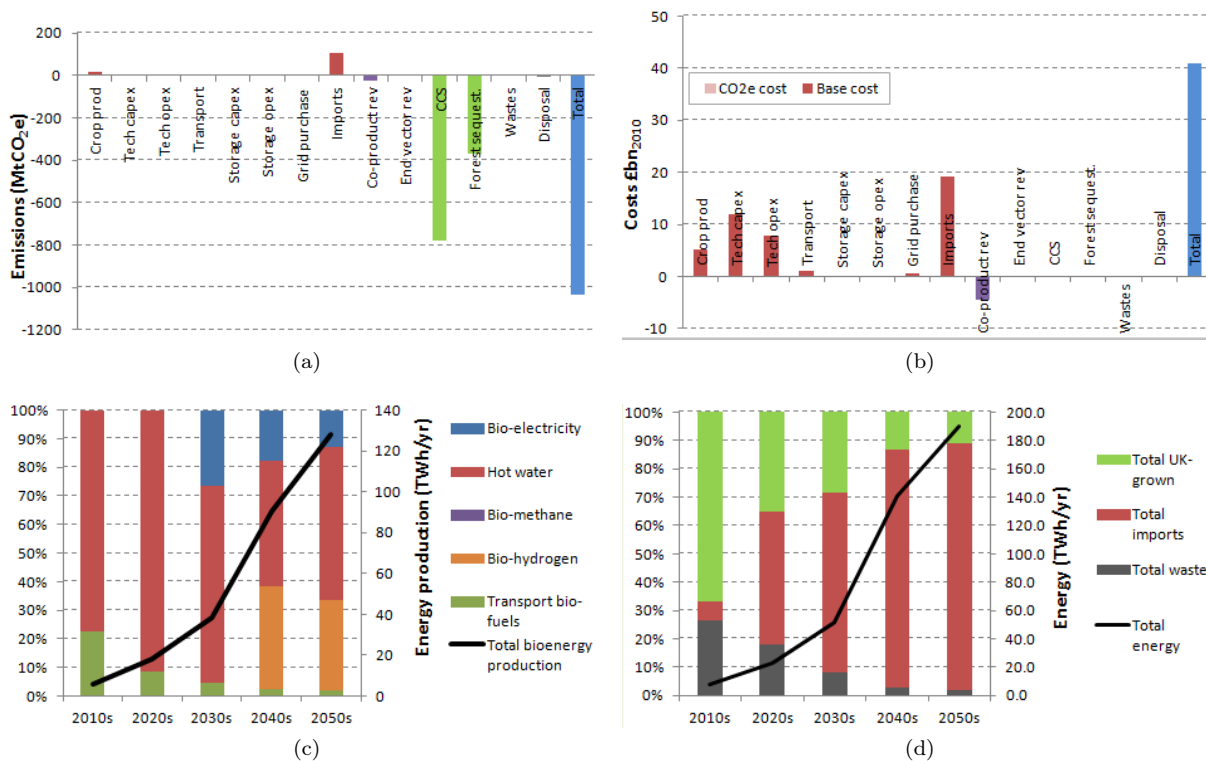 200
0
-200
-400
-600
-800
-1000
-1200
Emissions (MtCO2e)
Crop prod
Tech capex
Tech opex
Transport
Storage capex
Storage opex
Grid purchase
Imports
Co-product rev
End vector rev
CCS
Forest sequest.
Wastes
Disposal
Total
(a)
50
40
30
20
10
0
-10
Costs £bn2010
CO2e cost
Base cost
Crop prod
Tech capex
Tech opex
Transport
Storage capex
Storage opex
Grid purchase
Imports
Co-product rev
End vector rev
CCS
Forest sequest.
Wastes
Disposal
Total
(b)
100%
90%
80%
70%
60%
50%
40%
30%
20%
10%
0%
140
120
100
80
60
40
20
0
Energy production (TWh/yr)
2010s
2020s
2030s
2040s
2050s
Bio-electricity
Hot water
Bio-methane
Bio-hydrogen
Transport bio-
fuels
Total bioenergy
production
(c)
100%
90%
80%
70%
60%
50%
40%
30%
20%
10%
0%
200.0
180.0
160.0
140.0
120.0
100.0
80.0
60.0
40.0
20.0
0.0
Energy (TWh/yr)
2010s
2020s
2030s
2040s
2050s
Total UK-
grown
Total
imports
Total waste
Total
energy
(d)